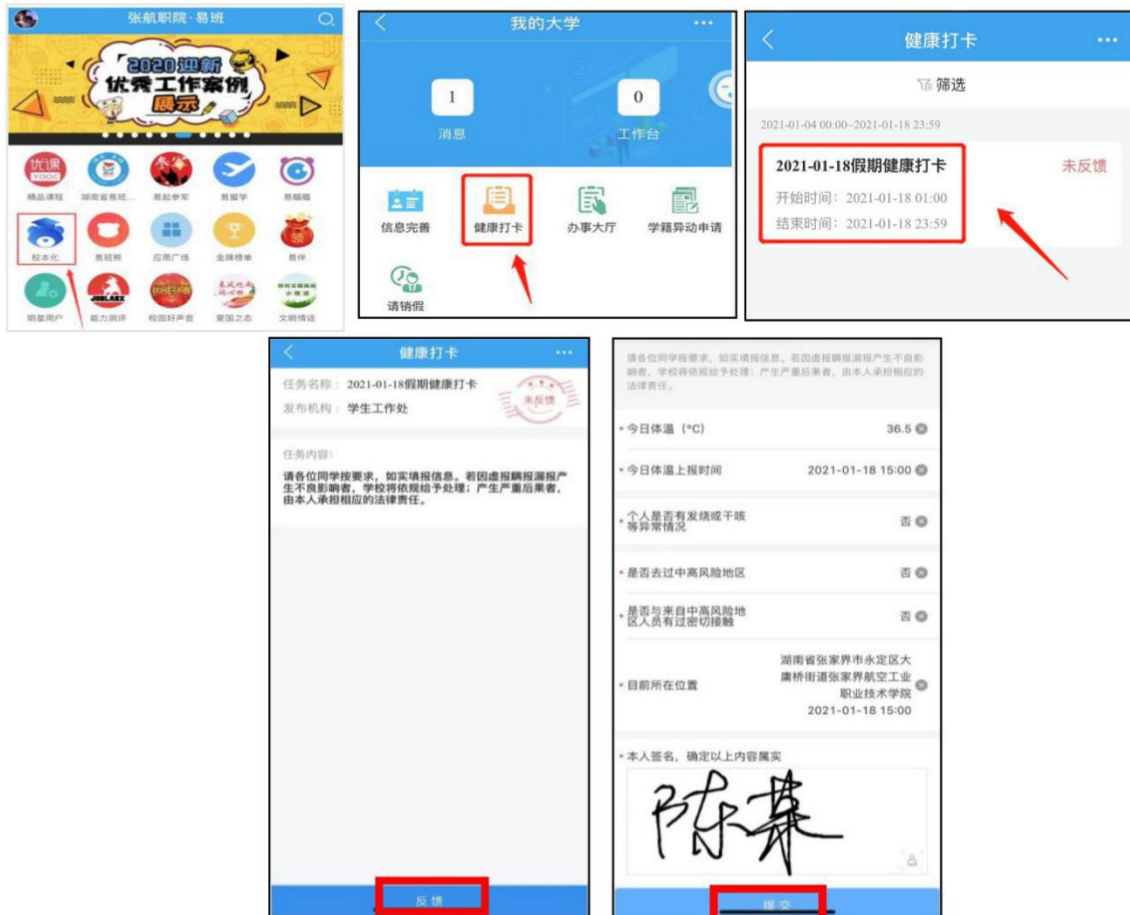 张航职院·易班
2020迎新
优秀工作案例
展示
优课
YOOC
领
精品课程
湖南省易班...
易起参军
易留学
易瞄瞄
校本化
易班熊
应用广场
金牌榜单
易伴
JOBLABX
明星用户
能力测评
校园好声音
爱国之志
文明情话
我的大学
1
0
消息
工作台
信息完善
健康打卡
办事大厅
学籍异动申请
请销假
健康打卡
筛选
2021-01-04 00:00~2021-01-18 23:59
2021-01-18假期健康打卡
未反馈
开始时间：2021-01-18 01:00
结束时间：2021-01-18 23:59
健康打卡
任务名称：2021-01-18假期健康打卡
发布机构：学生工作处
未反馈
任务内容：
请各位同学按要求，如实填报信息。若因虚报瞒报漏报产
生不良影响者，学校将依规给予处理；产生严重后果者，
由本人承担相应的法律责任。
反馈
请各位同学按要求，如实填报信息。若因虚报瞒报漏报产生不良影
响者，学校将依规给予处理；产生严重后果者，由本人承担相应的
法律责任。
* 今日体温（°C） 36.5
* 今日体温上报时间 2021-01-18 15:00
* 个人是否有发烧或干咳
等异常情况
否
* 是否去过中高风险地区 否
* 是否与来自中高风险地
区人员有过密切接触
否
* 目前所在位置
湖南省张家界市永定区大
庸桥街道张家界航空工业
职业技术学院
2021-01-18 15:00
* 本人签名，确定以上内容属实
提交